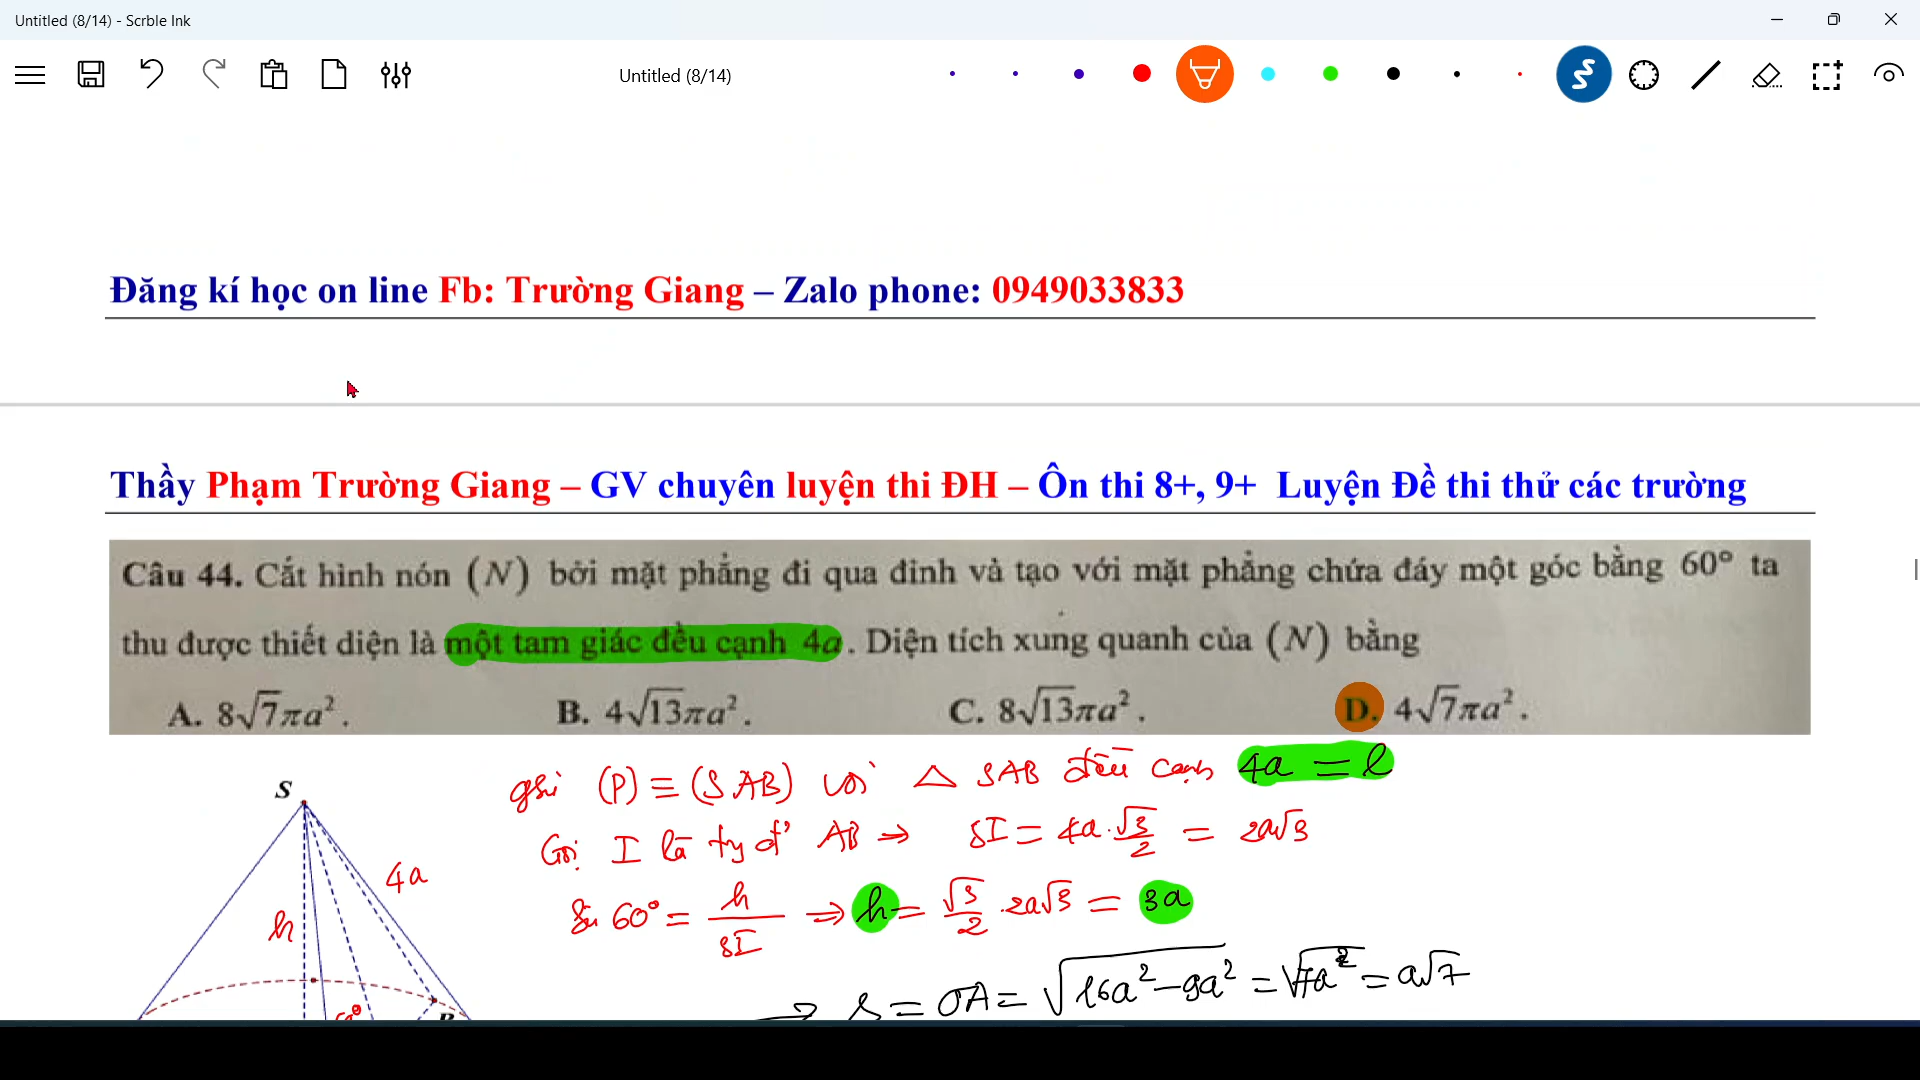 Untitled (8/14) - Scrble Ink
Untitled (8/14)
Đăng kí học on line Fb: Trường Giang – Zalo phone: 0949033833
Thầy Phạm Trường Giang – GV chuyên luyện thi ĐH – Ôn thi 8+, 9+ Luyện Đề thi thử các trường
Câu 44. Cắt hình nón (N) bởi mặt phẳng đi qua đỉnh và tạo với mặt phẳng chứa đáy một góc bằng 60° ta
thu được thiết diện là một tam giác đều cạnh 4a. Diện tích xung quanh của (N) bằng
A. 8√7πa². B. 4√13πa². C. 8√13πa². D. 4√7πa².
(P) ≡ (SAB) với △ SAB đều cạnh 4a = l
S
Gọi I là AB ⇒ SI = 4a.√3/2 = 2a√3
4a
h
60° = h/SI ⇒ h = √3/2 . 2a√3 = 3a
= OA = √16a²-9a² = √7a² = a√7
B